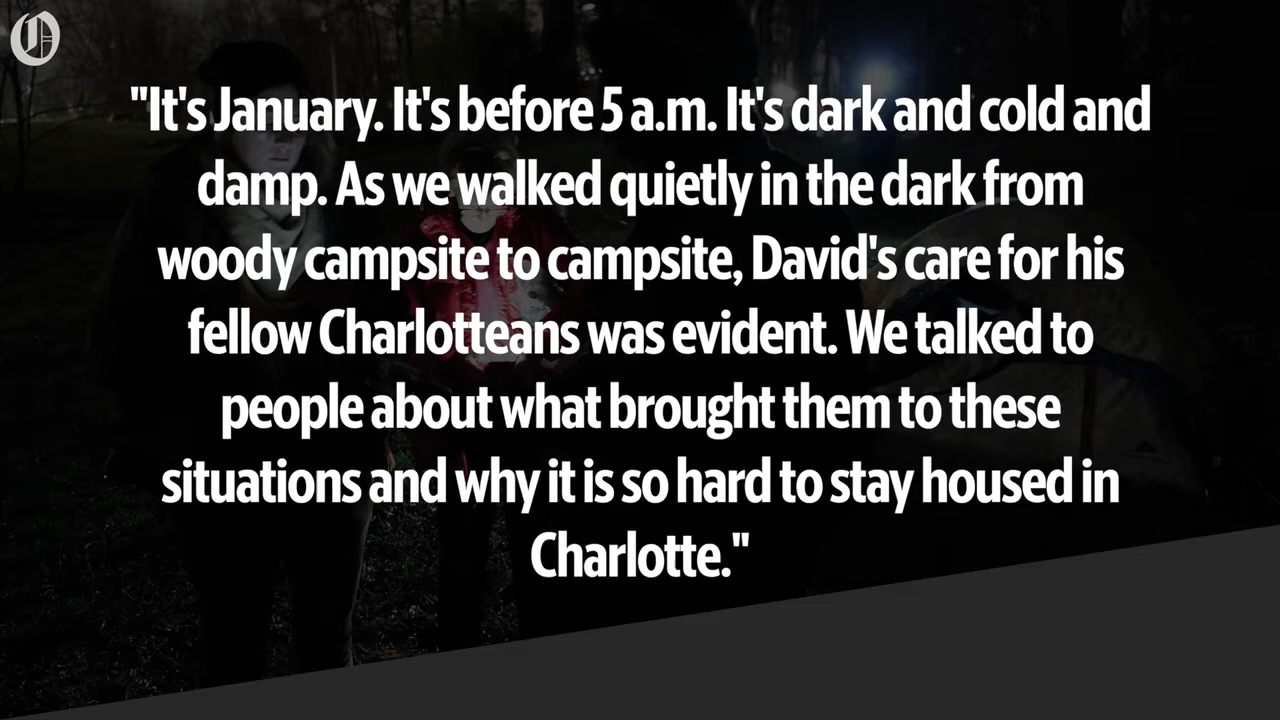 O
"It's January. It's before 5 a.m. It's dark and cold and
damp. As we walked quietly in the dark from
woody campsite to campsite, David's care for his
fellow Charlotteans was evident. We talked to
people about what brought them to these
situations and why it is so hard to stay housed in
Charlotte."